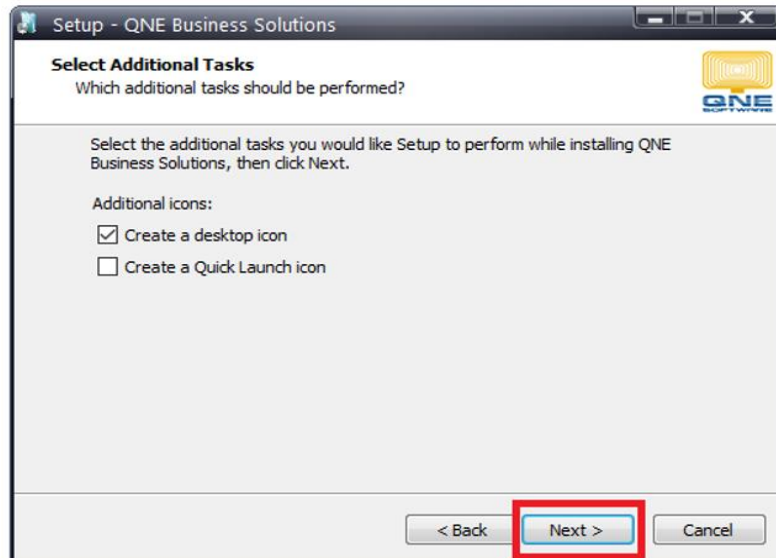 Setup - QNE Business Solutions
Select Additional Tasks
Which additional tasks should be performed?
QNE
SOFTWARE
Select the additional tasks you would like Setup to perform while installing QNE
Business Solutions, then click Next.
Additional icons:
Create a desktop icon
Create a Quick Launch icon
< Back
Next >
Cancel